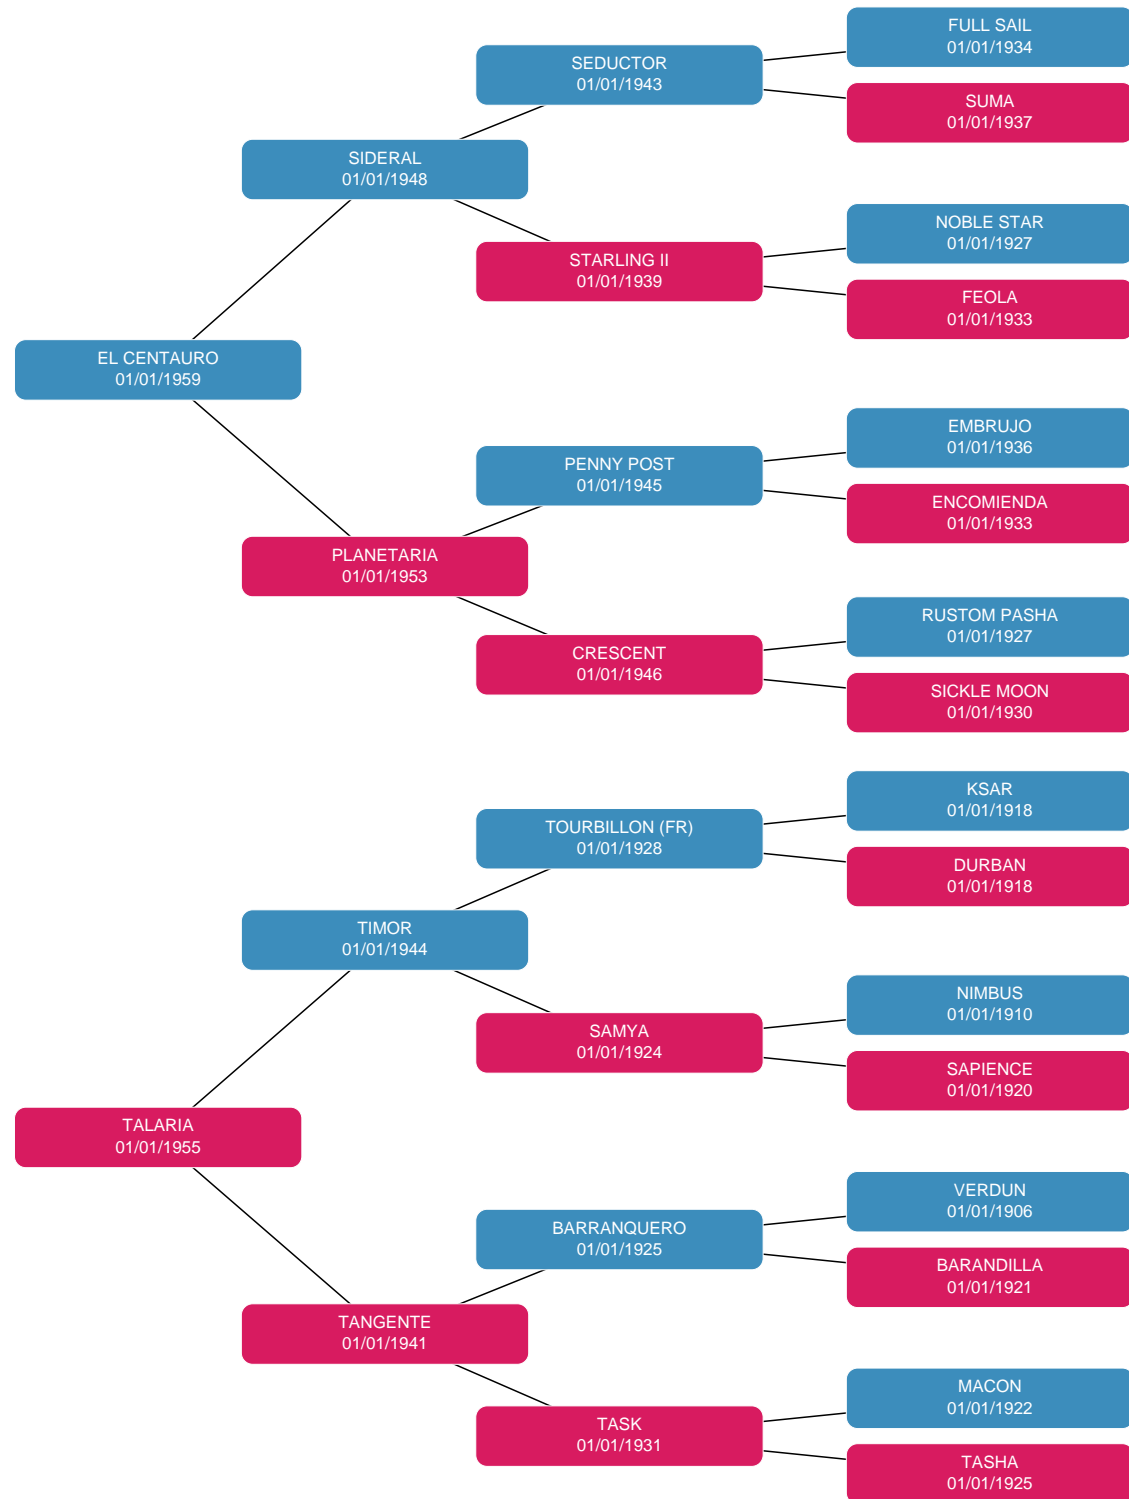 FULL SAIL
01/01/1934
SEDUCTOR
01/01/1943
SUMA
01/01/1937
SIDERAL
01/01/1948
NOBLE STAR
01/01/1927
STARLING II
01/01/1939
FEOLA
01/01/1933
EL CENTAURO
01/01/1959
EMBRUJO
01/01/1936
PENNY POST
01/01/1945
ENCOMIENDA
01/01/1933
PLANETARIA
01/01/1953
RUSTOM PASHA
01/01/1927
CRESCENT
01/01/1946
SICKLE MOON
01/01/1930
KSAR
01/01/1918
TOURBILLON (FR)
01/01/1928
DURBAN
01/01/1918
TIMOR
01/01/1944
NIMBUS
01/01/1910
SAMYA
01/01/1924
SAPIENCE
01/01/1920
TALARIA
01/01/1955
VERDUN
01/01/1906
BARRANQUERO
01/01/1925
BARANDILLA
01/01/1921
TANGENTE
01/01/1941
MACON
01/01/1922
TASK
01/01/1931
TASHA
01/01/1925